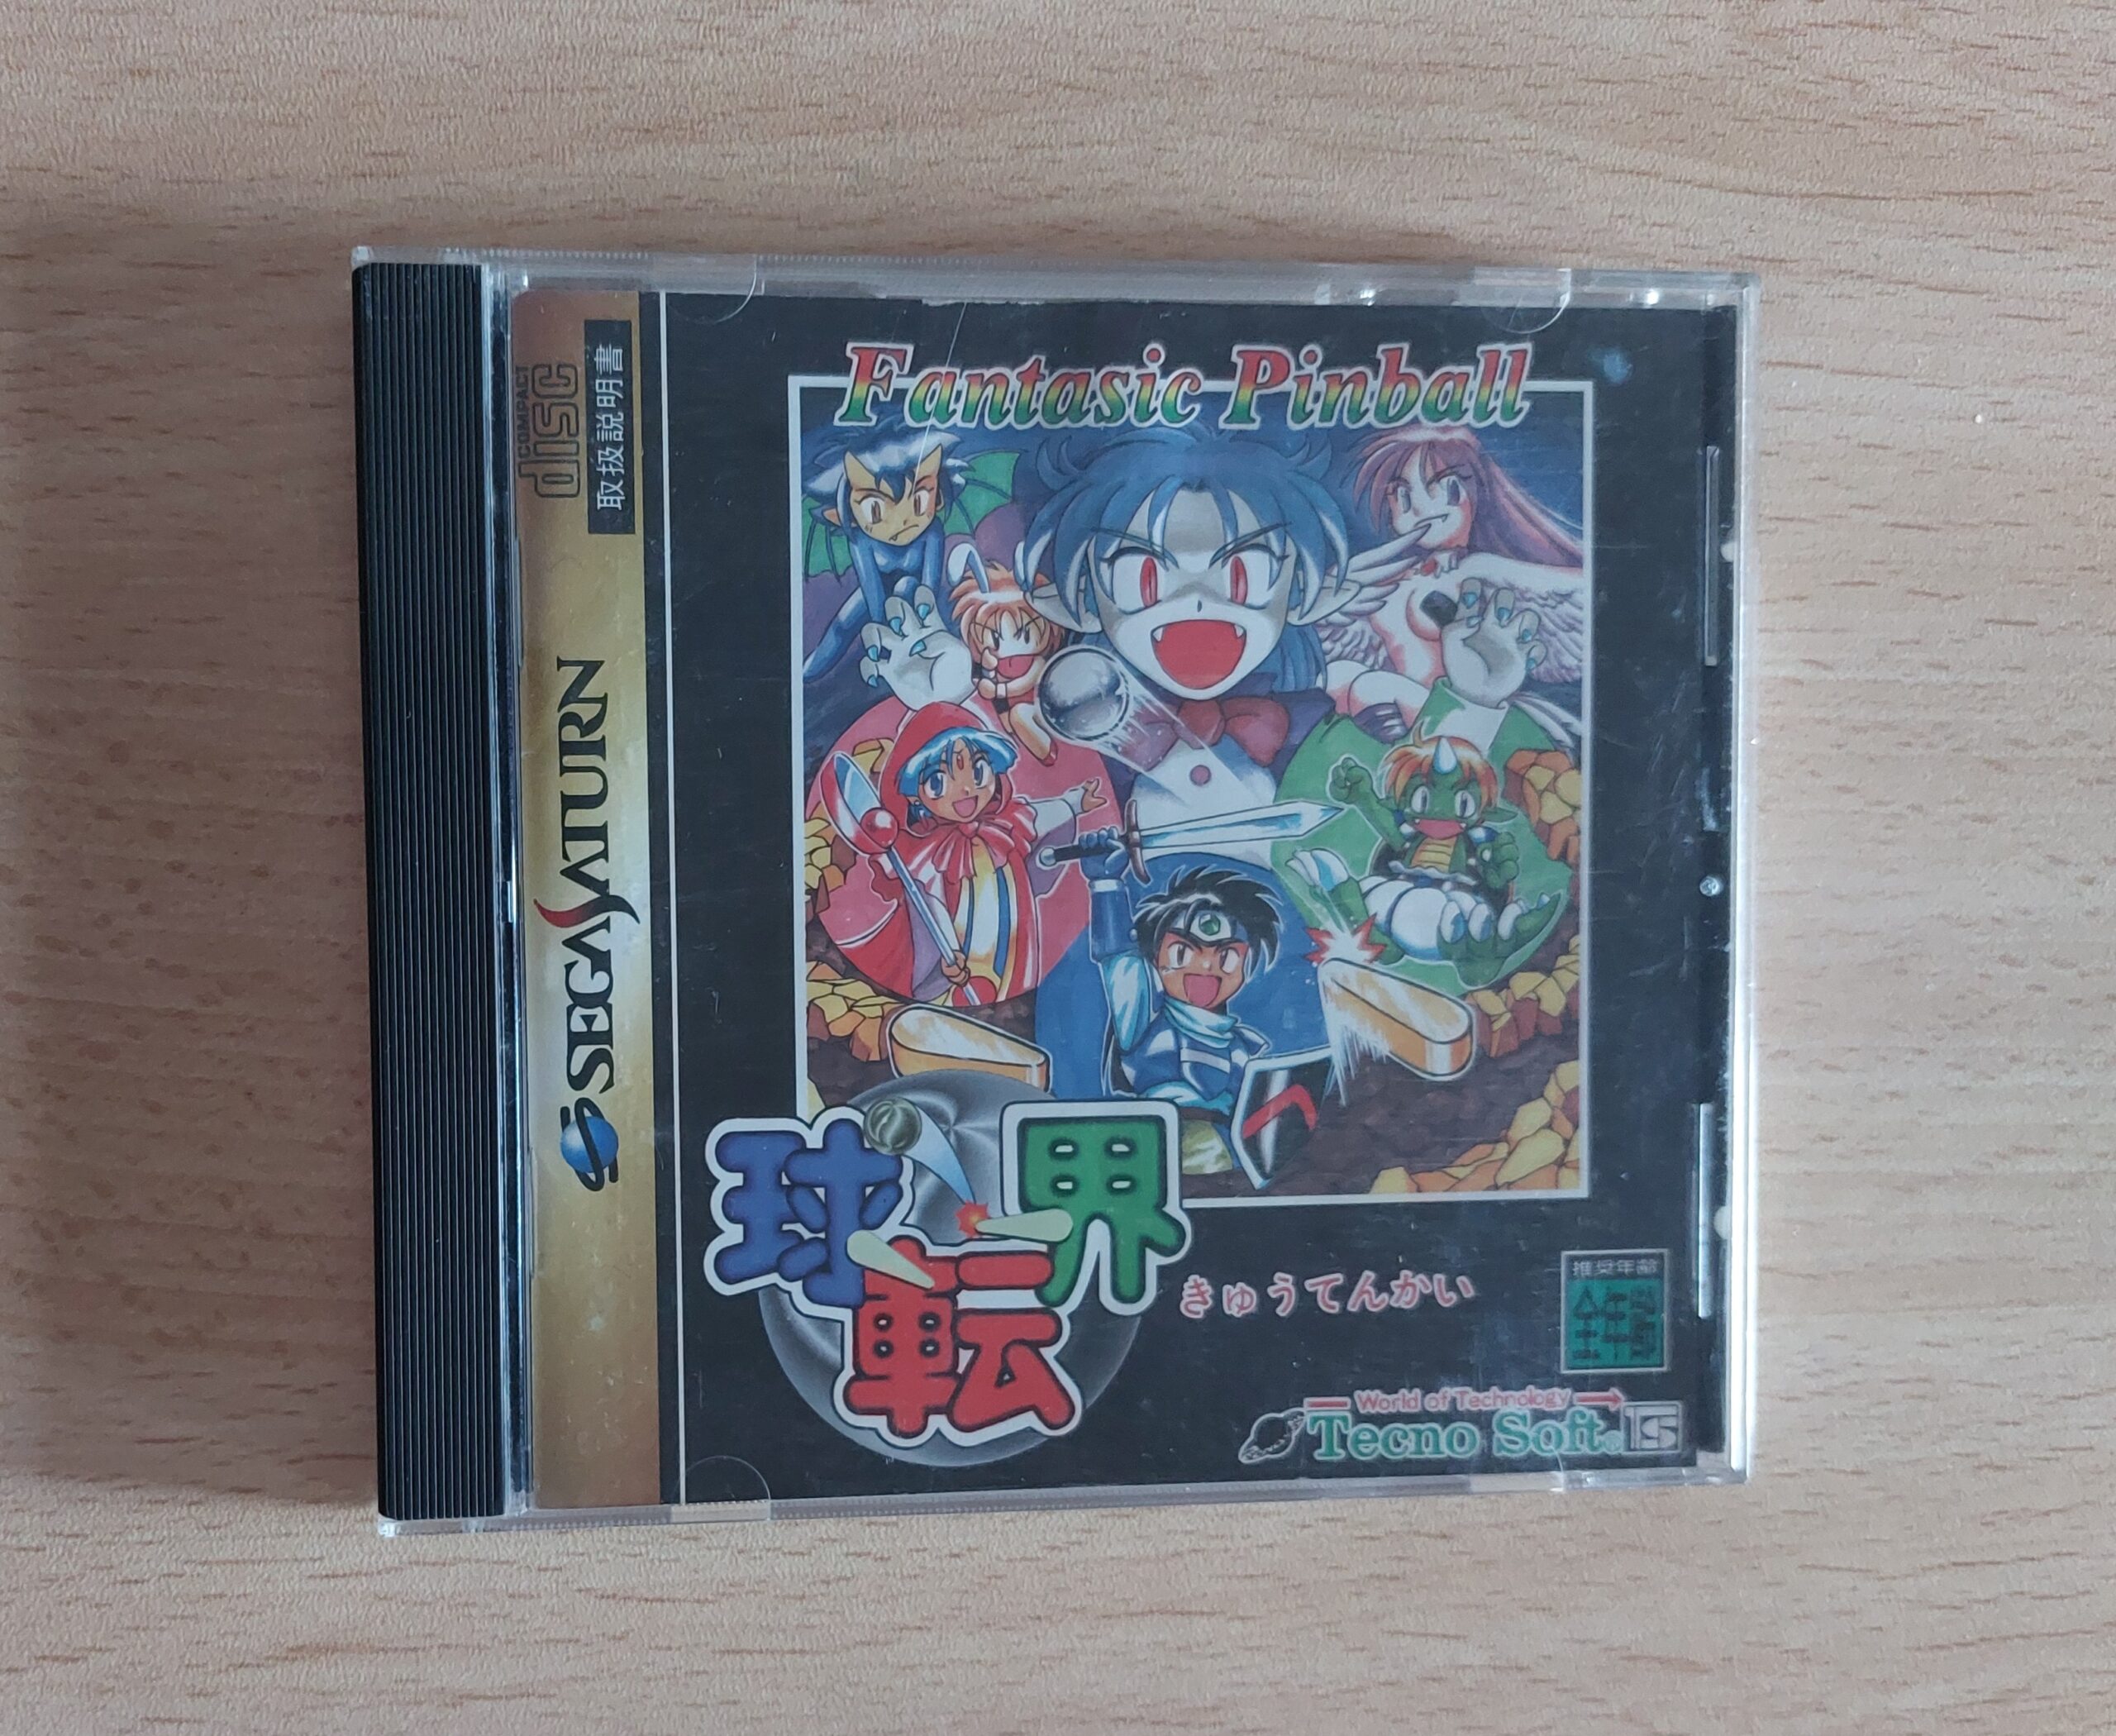 Fantasic Pinball
COMPACT
disc
取扱説明書
SEGA SATURN
球転界
きゅうてんかい
推奨年齢
全年齢
World of Technology
Tecno Soft®